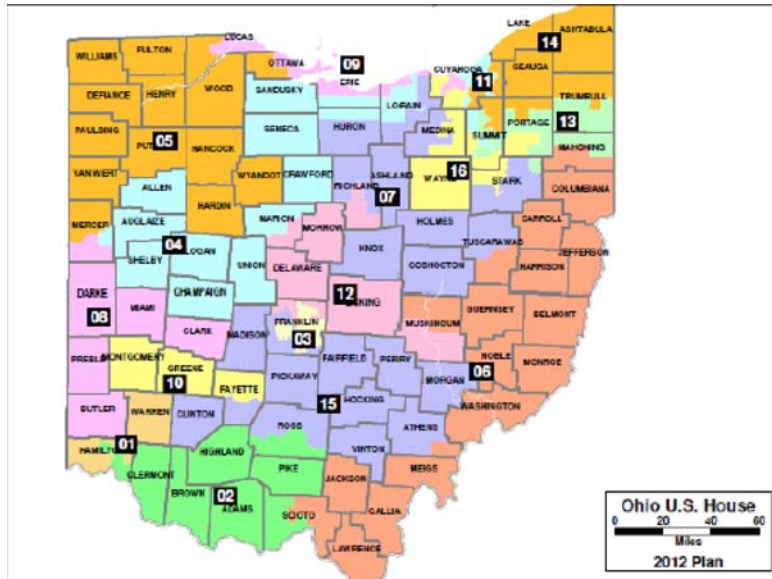 LAKE
ASHTABULA
LUCAS
14
WILLIAMS
FULTON
OTTAWA
09
ERIE
CUYAHOGA
GEAUGA
11
DEFIANCE
HENRY
WOOD
SANDUSKY
LORAIN
TRUMBULL
HURON
MEDINA
SUMMIT
PORTAGE
13
PAULDING
05
SENECA
MAHONING
HANCOCK
VAN WERT
WYANDOT
CRAWFORD
RICHLAND
ASHLAND
WAYNE
16
STARK
COLUMBIANA
ALLEN
07
HARDIN
MERCER
AUGLAIZE
MARION
MORROW
HOLMES
CARROLL
TUSCARAWAS
04
LOGAN
KNOX
JEFFERSON
SHELBY
UNION
DELAWARE
COSHOCTON
HARRISON
DARKE
CHAMPAIGN
12
LICKING
08
MIAMI
GUERNSEY
BELMONT
CLARK
FRANKLIN
MUSKINGUM
MADISON
03
PREBLE
MONTGOMERY
GREENE
FAIRFIELD
PERRY
NOBLE
MONROE
10
FAYETTE
PICKAWAY
MORGAN
06
BUTLER
WARREN
CLINTON
15
HOCKING
WASHINGTON
ROSS
ATHENS
HAMILTON
01
HIGHLAND
VINTON
CLERMONT
PIKE
MEIGS
BROWN
02
ADAMS
JACKSON
SCIOTO
GALLIA
LAWRENCE
Ohio U.S. House
0 20 40 60
Miles
2012 Plan